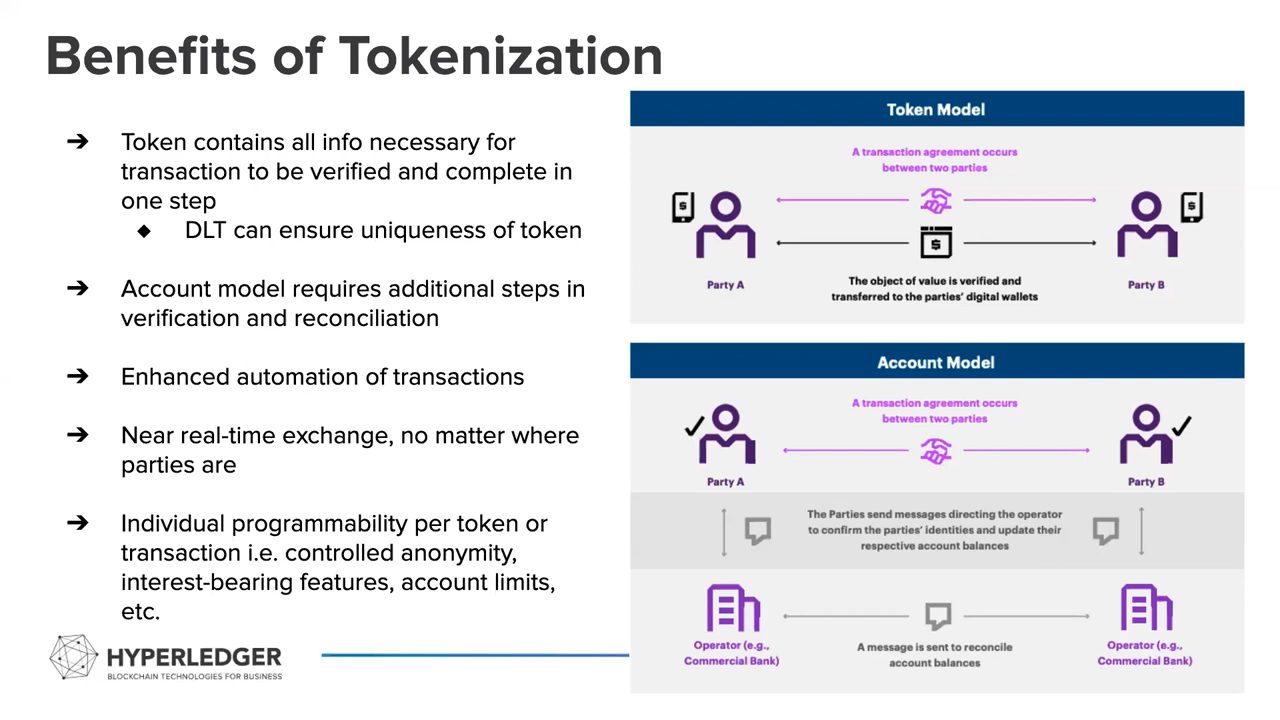 Benefits of Tokenization
➔ Token contains all info necessary for
transaction to be verified and complete in
one step
◆ DLT can ensure uniqueness of token
➔ Account model requires additional steps in
verification and reconciliation
➔ Enhanced automation of transactions
➔ Near real-time exchange, no matter where
parties are
➔ Individual programmability per token or
transaction i.e. controlled anonymity,
interest-bearing features, account limits,
etc.
HYPERLEDGER
BLOCKCHAIN TECHNOLOGIES FOR BUSINESS
Token Model
A transaction agreement occurs
between two parties
$
$
$
Party A
The object of value is verified and
transferred to the parties' digital wallets
Party B
Account Model
A transaction agreement occurs
between two parties
Party A
Party B
The Parties send messages directing the operator
to confirm the parties' identities and update their
respective account balances
Operator (e.g.,
Commercial Bank)
A message is sent to reconcile
account balances
Operator (e.g.,
Commercial Bank)